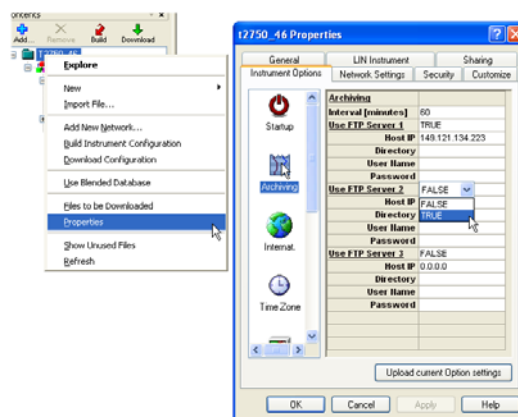 ontents
Add...
Remove
Build
Download
t2750_46
Explore
New
Import File...
Add New Network...
Build Instrument Configuration
Download Configuration
Use Blended Database
Files to be Downloaded
Properties
Show Unused Files
Refresh
t2750_46 Properties
General
LIN Instrument
Sharing
Instrument Options
Network Settings
Security
Customize
Startup
Archiving
Internat.
Time Zone
Archiving
Interval [minutes] 60
Use FTP Server 1 TRUE
Host IP 149.121.134.223
Directory
User Name
Password
Use FTP Server 2 FALSE
Host IP FALSE
Directory TRUE
User Name
Password
Use FTP Server 3 FALSE
Host IP 0.0.0.0
Directory
User Name
Password
Upload current Option settings
OK
Cancel
Apply
Help